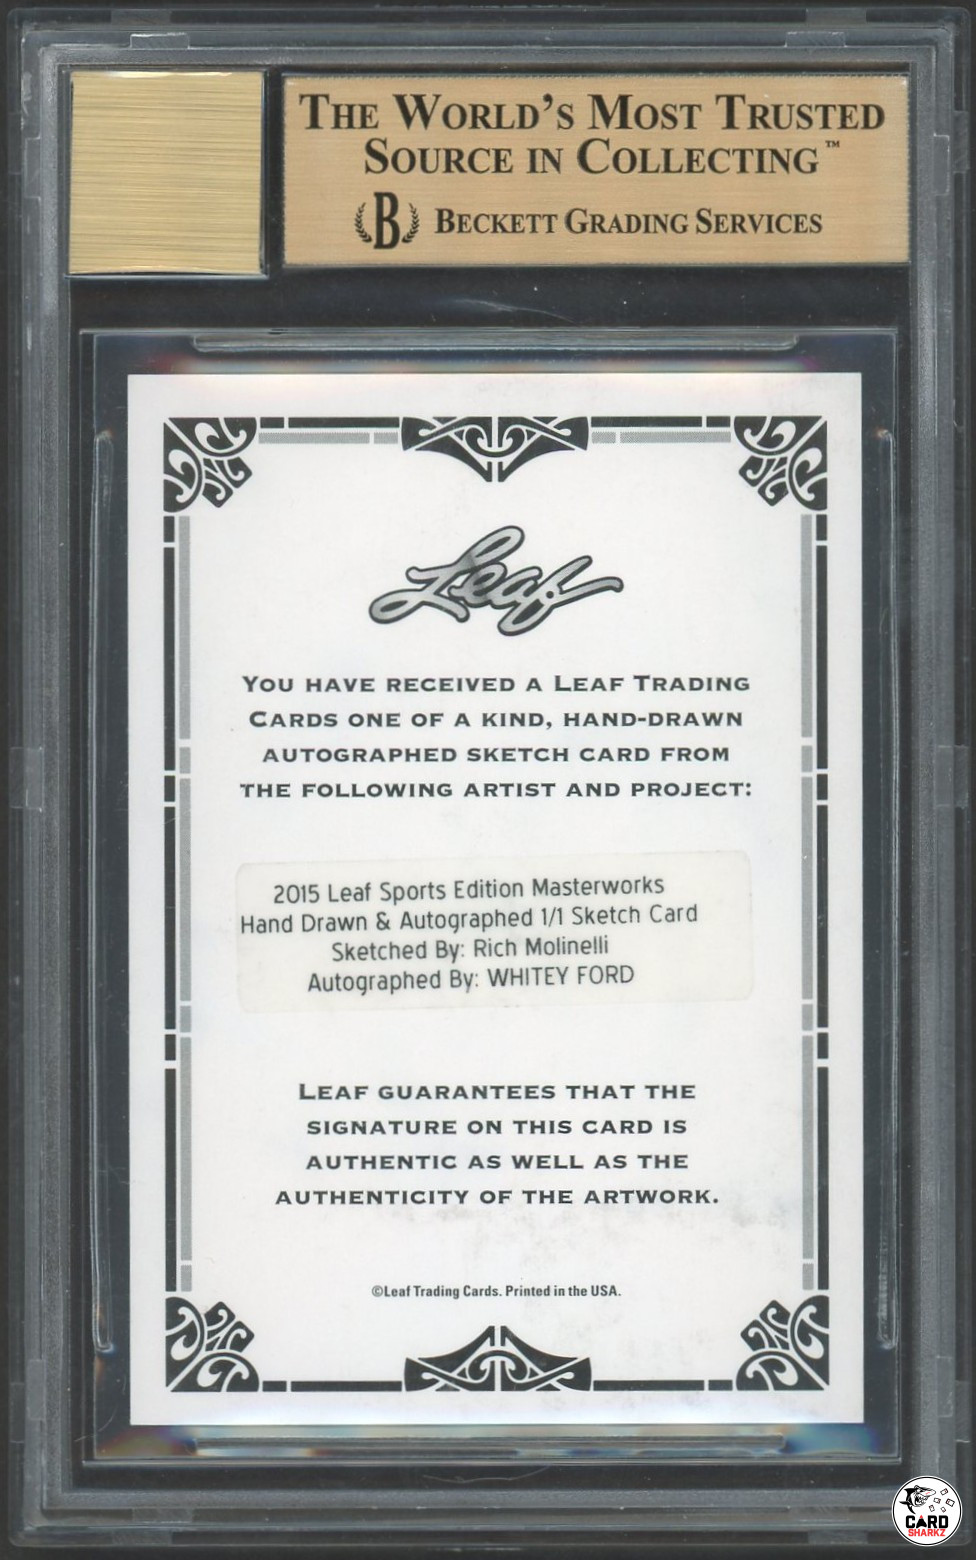 THE WORLD'S MOST TRUSTED
SOURCE IN COLLECTING™
B BECKETT GRADING SERVICES
Leaf
YOU HAVE RECEIVED A LEAF TRADING
CARDS ONE OF A KIND, HAND-DRAWN
AUTOGRAPHED SKETCH CARD FROM
THE FOLLOWING ARTIST AND PROJECT:
2015 Leaf Sports Edition Masterworks
Hand Drawn & Autographed 1/1 Sketch Card
Sketched By: Rich Molinelli
Autographed By: WHITEY FORD
LEAF GUARANTEES THAT THE
SIGNATURE ON THIS CARD IS
AUTHENTIC AS WELL AS THE
AUTHENTICITY OF THE ARTWORK.
©Leaf Trading Cards. Printed in the USA.
CARD
SHARKZ